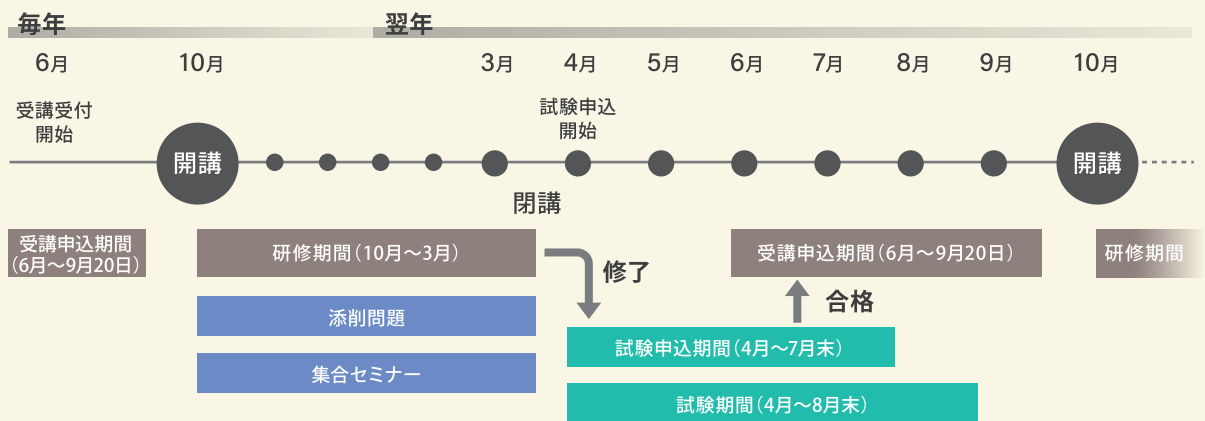 毎年
翌年
6月
10月
3月
4月
5月
6月
7月
8月
9月
10月
受講受付
開始
試験申込
開始
開講
開講
閉講
受講申込期間
(6月〜9月20日)
研修期間(10月〜3月)
修了
受講申込期間(6月〜9月20日)
研修期間
合格
添削問題
試験申込期間(4月〜7月末)
集合セミナー
試験期間(4月〜8月末)